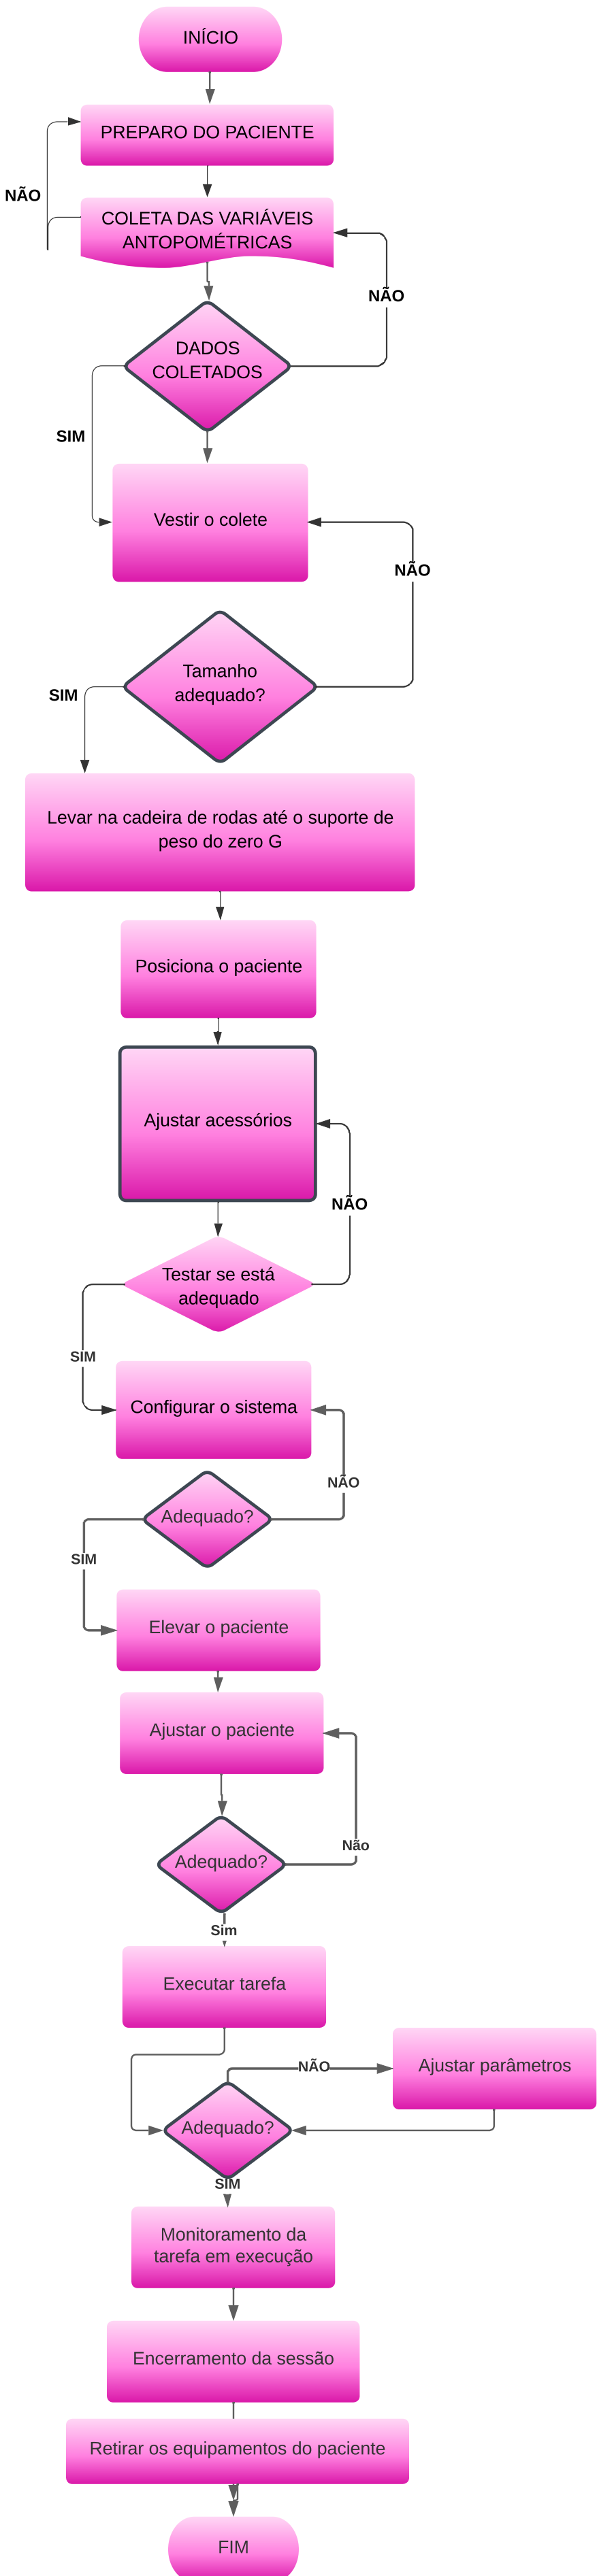 INÍCIO
PREPARO DO PACIENTE
NÃO
COLETA DAS VARIÁVEIS
ANTOPOMÉTRICAS
NÃO
DADOS
COLETADOS
SIM
Vestir o colete
NÃO
Tamanho
adequado?
SIM
Levar na cadeira de rodas até o suporte de
peso do zero G
Posiciona o paciente
Ajustar acessórios
NÃO
Testar se está
adequado
SIM
Configurar o sistema
NÃO
Adequado?
SIM
Elevar o paciente
Ajustar o paciente
Não
Adequado?
Sim
Executar tarefa
NÃO
Ajustar parâmetros
Adequado?
SIM
Monitoramento da
tarefa em execução
Encerramento da sessão
Retirar os equipamentos do paciente
FIM